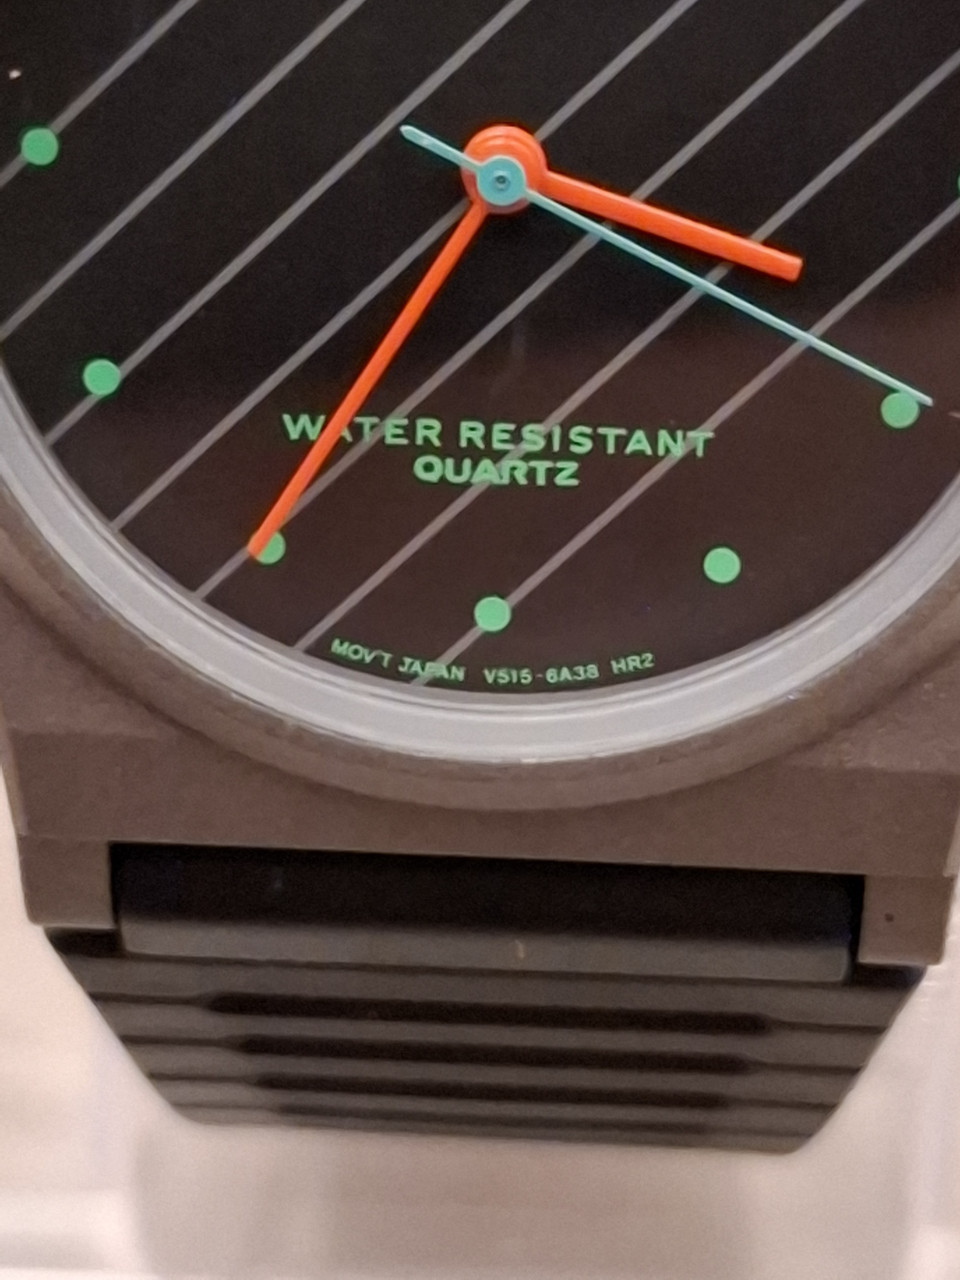 WATER RESISTANT
QUARTZ
MOV'T JAPAN V515-6A38 HR2